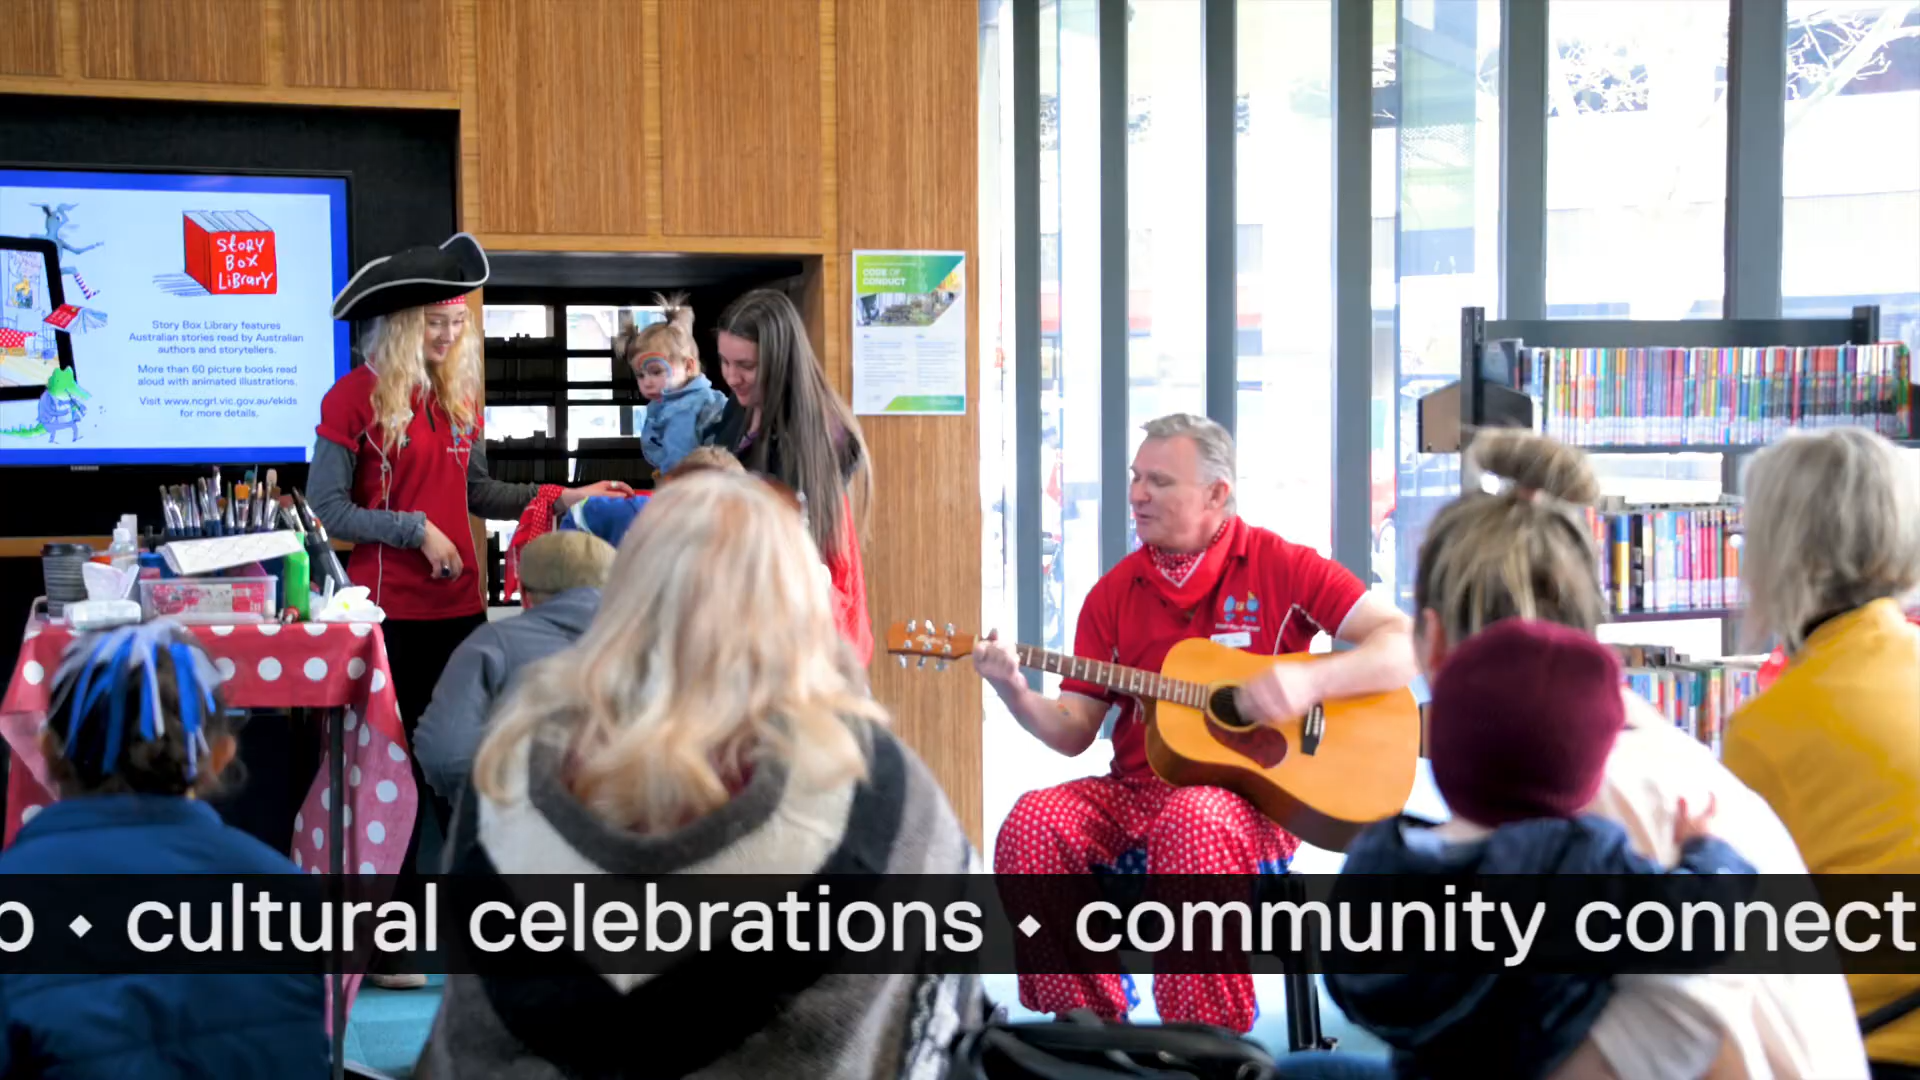 STORY
BOX
LIBRARY
Story Box Library features
Australian stories read by Australian
authors and storytellers.
More than 60 picture books read
aloud with animated illustrations.
Visit www.ncgrl.vic.gov.au/ekids
for more details.
CODE OF
CONDUCT
SAMSUNG
cultural celebrations ⬥ community connect